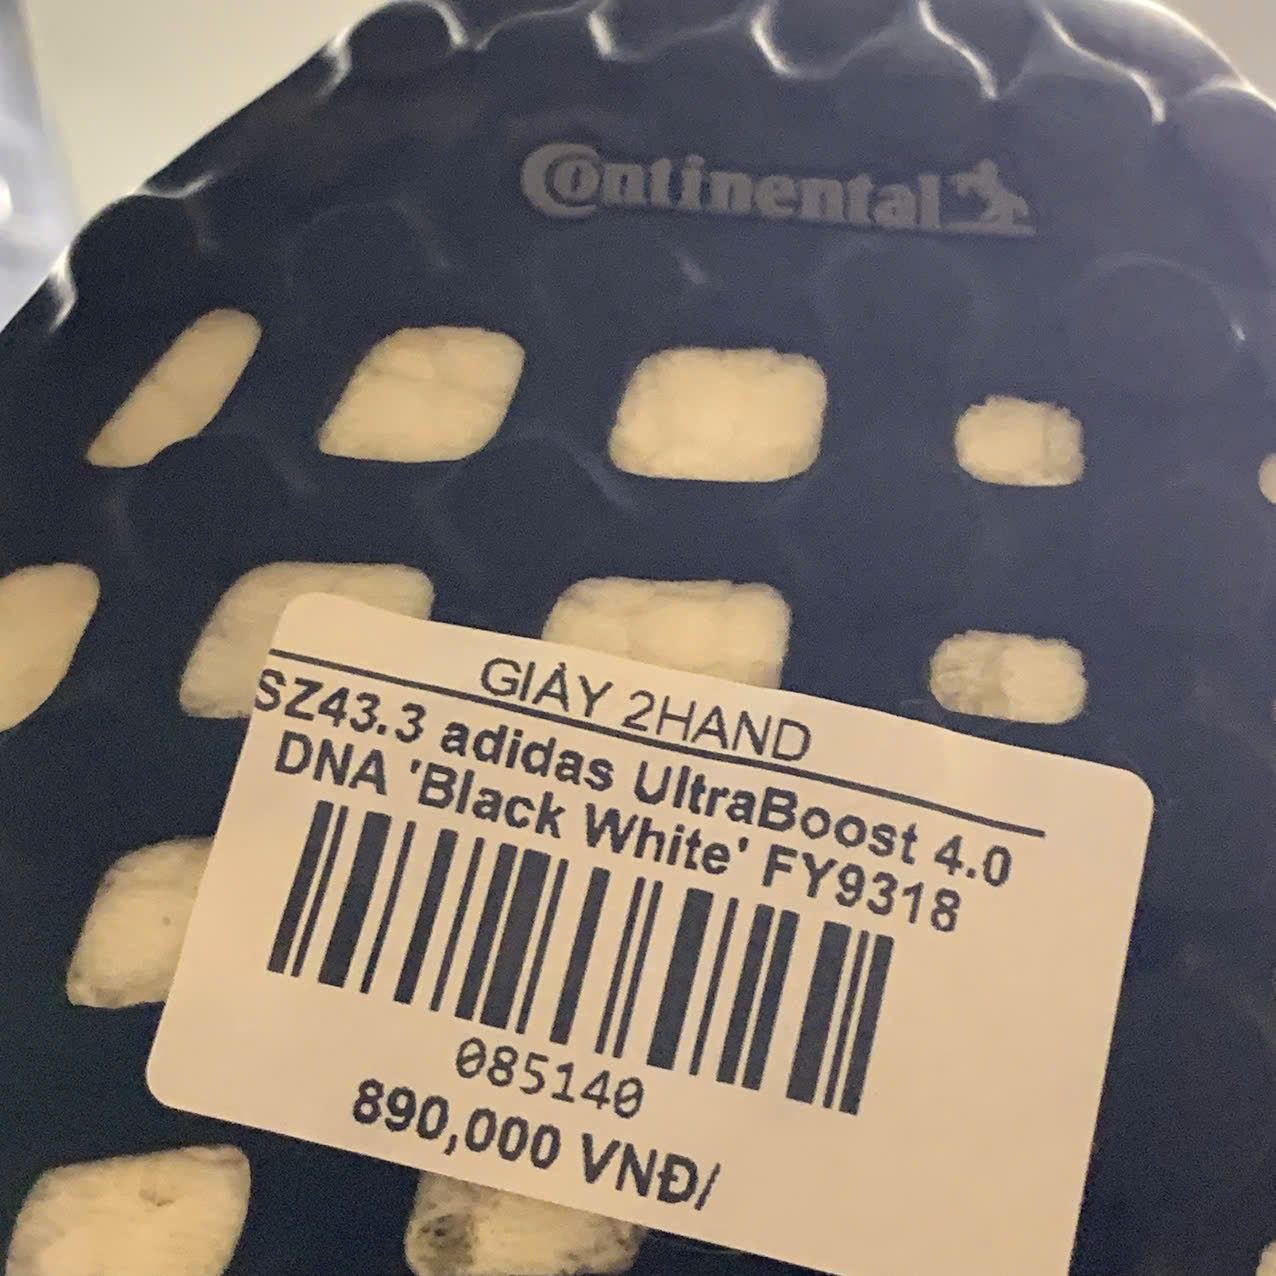 Continental
GIÀY 2HAND
SZ43.3 adidas UltraBoost 4.0
DNA 'Black White' FY9318
085140
890,000 VNĐ/